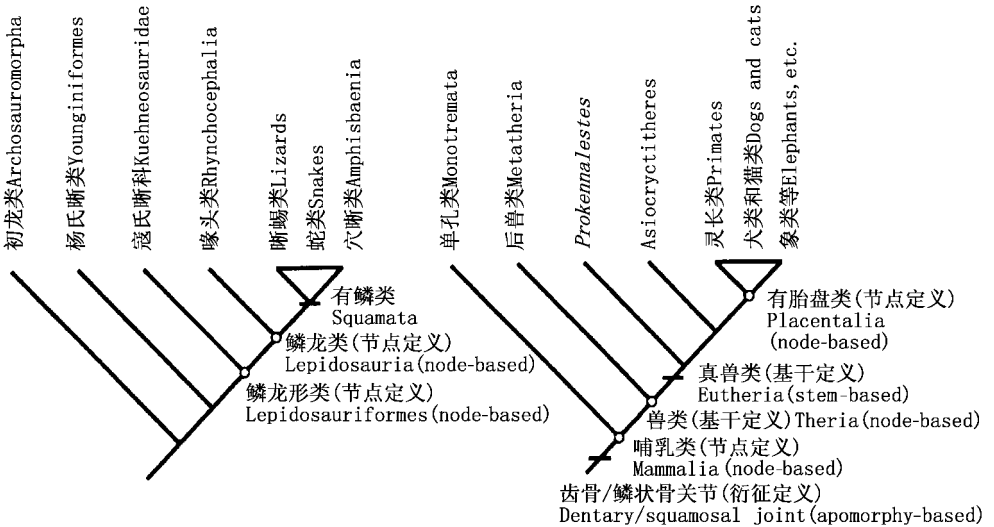 初龙类Archosauromorpha
杨氏晰类Younginiformes
寇氏晰科Kuehneosauridae
喙头类Rhynchocephalia
晰蜴类Lizards
蛇类Snakes
穴晰类Amphisbaenia
有鳞类
Squamata
鳞龙类(节点定义)
Lepidosauria(node-based)
鳞龙形类(节点定义)
Lepidosauriformes(node-based)
单孔类Monotremata
后兽类Metatheria
Prokennalestes
Asiocryctitheres
灵长类Primates
犬类和猫类Dogs and cats
象类等Elephants,etc.
有胎盘类(节点定义)
Placentalia
(node-based)
真兽类(基干定义)
Eutheria(stem-based)
兽类(基干定义)Theria(node-based)
哺乳类(节点定义)
Mammalia(node-based)
齿骨/鳞状骨关节(衍征定义)
Dentary/squamosal joint(apomorphy-based)